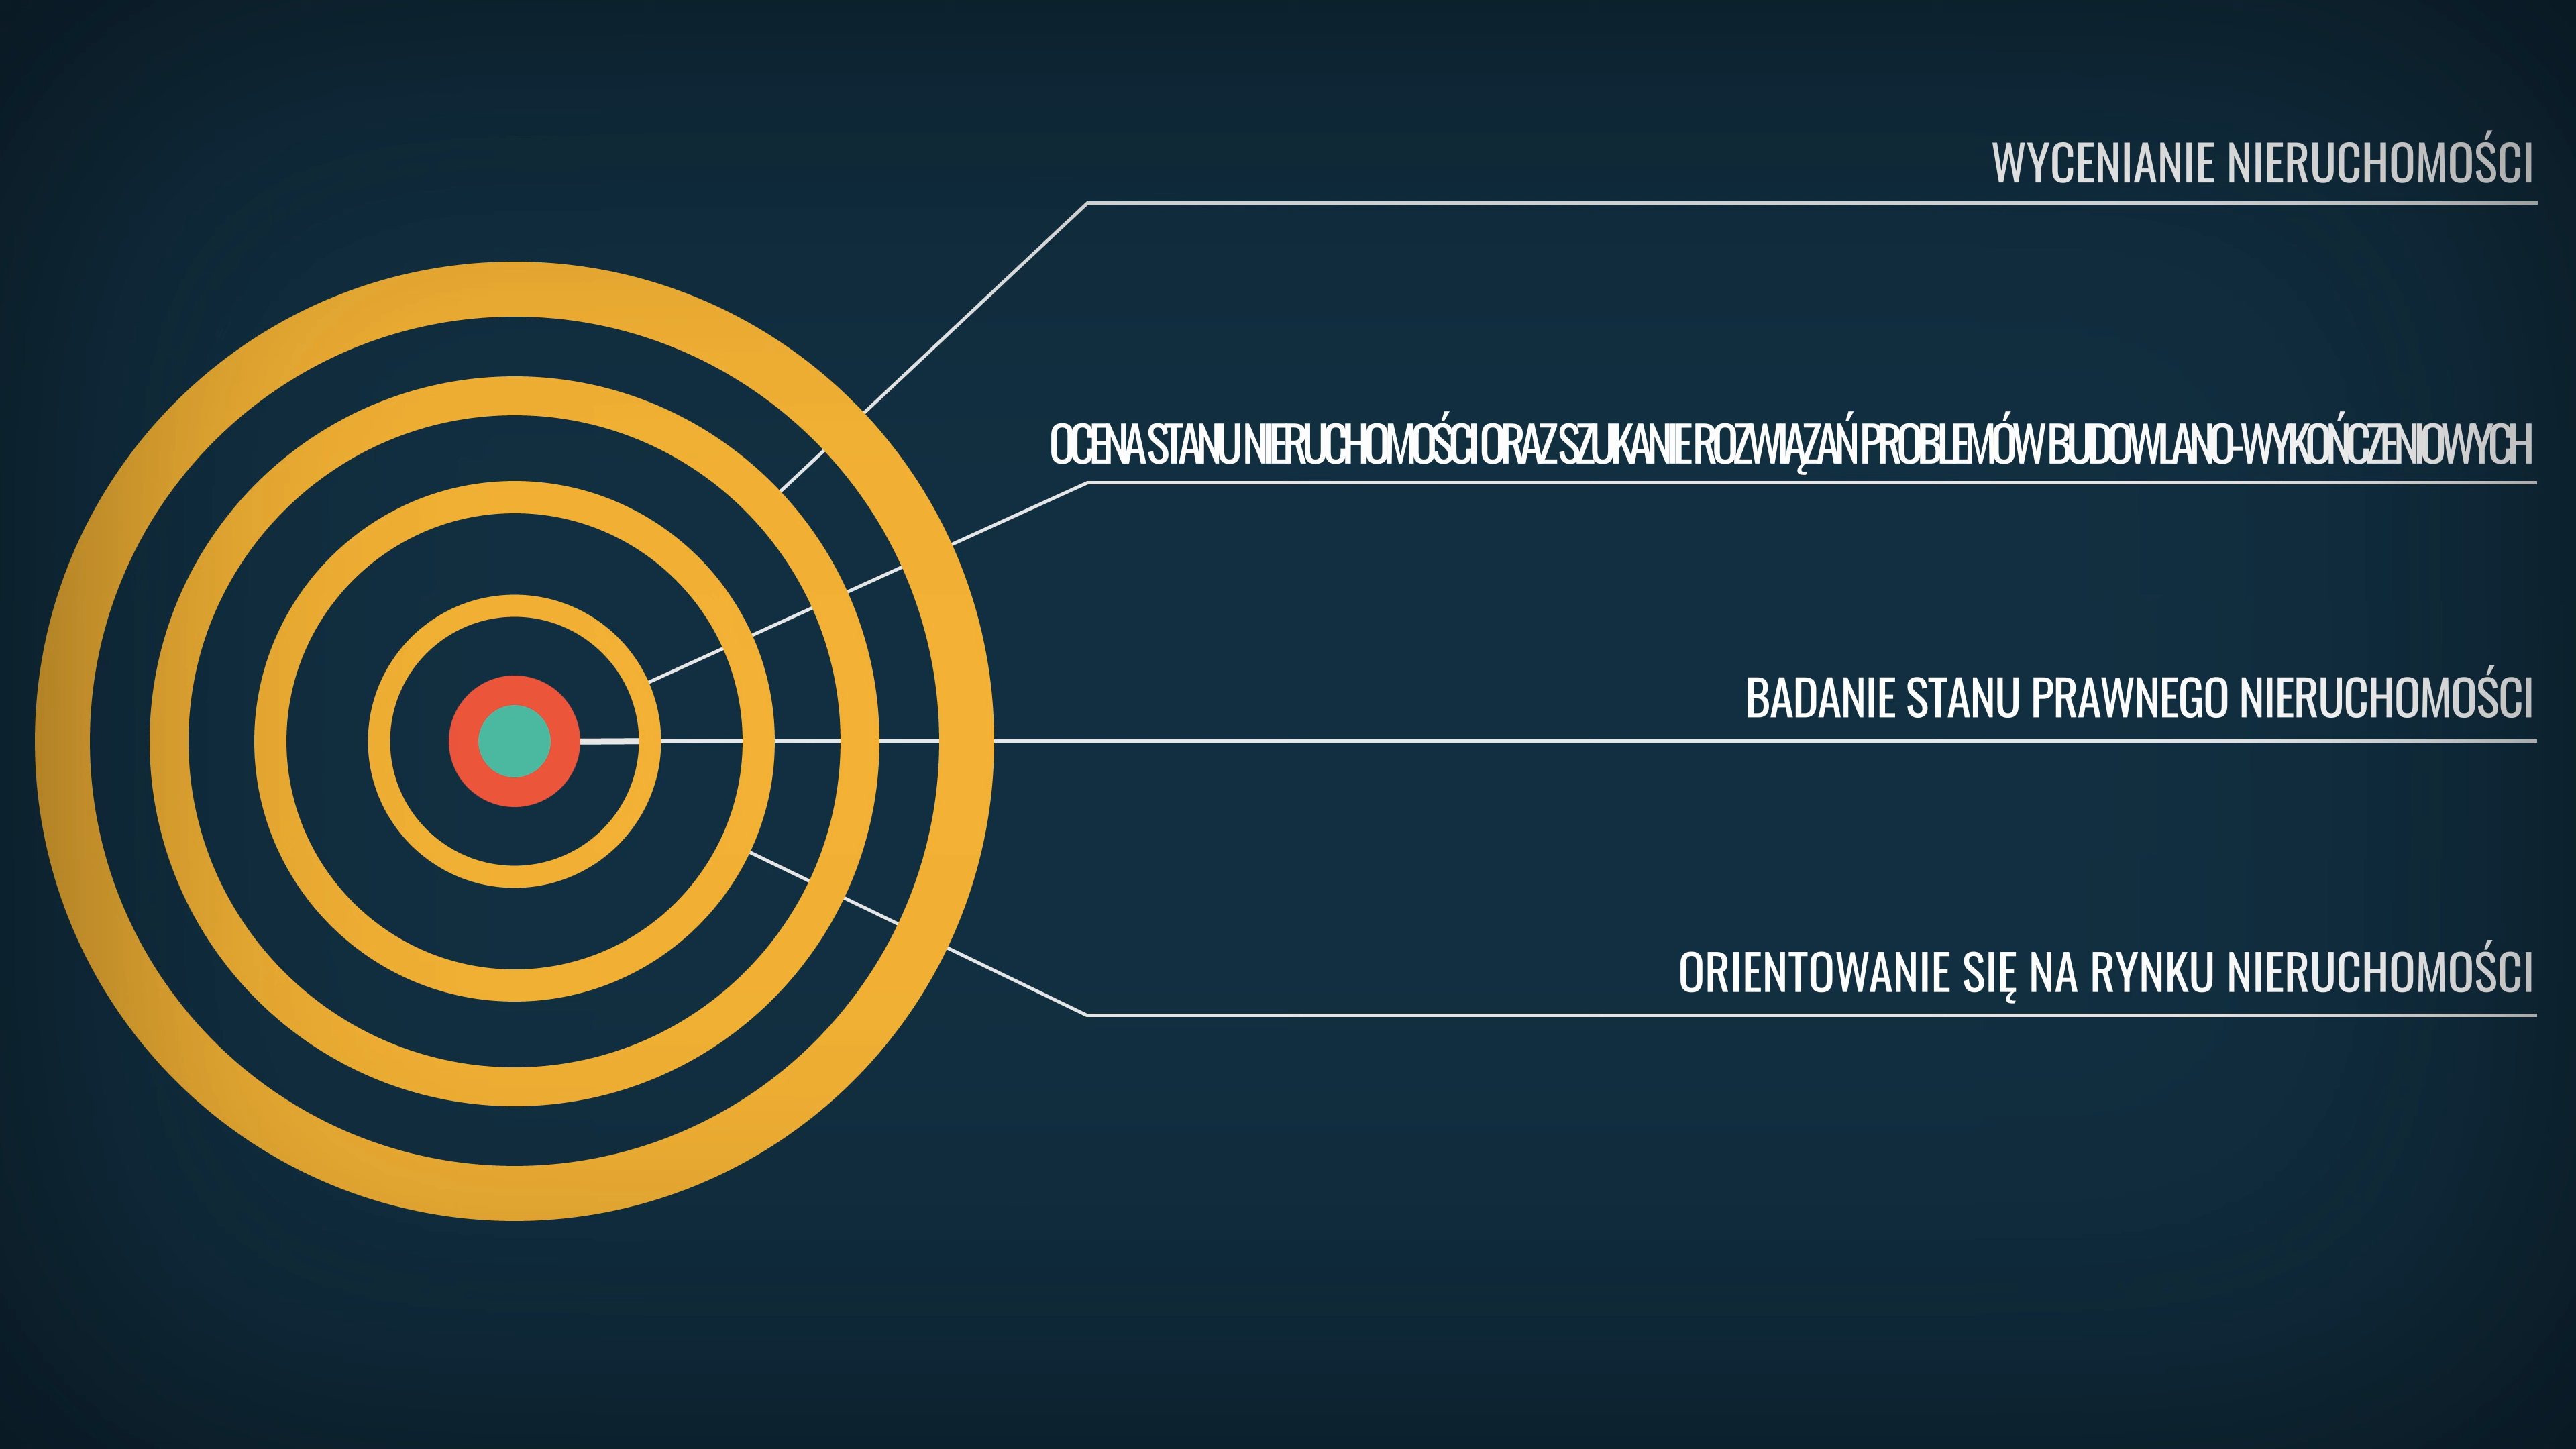 WYCENIANIE NIERUCHOMOŚCI
OCENA STANU NIERUCHOMOŚCI ORAZ SZUKANIE ROZWIĄZAŃ PROBLEMÓW BUDOWLANO-WYKOŃCZENIOWYCH
BADANIE STANU PRAWNEGO NIERUCHOMOŚCI
ORIENTOWANIE SIĘ NA RYNKU NIERUCHOMOŚCI